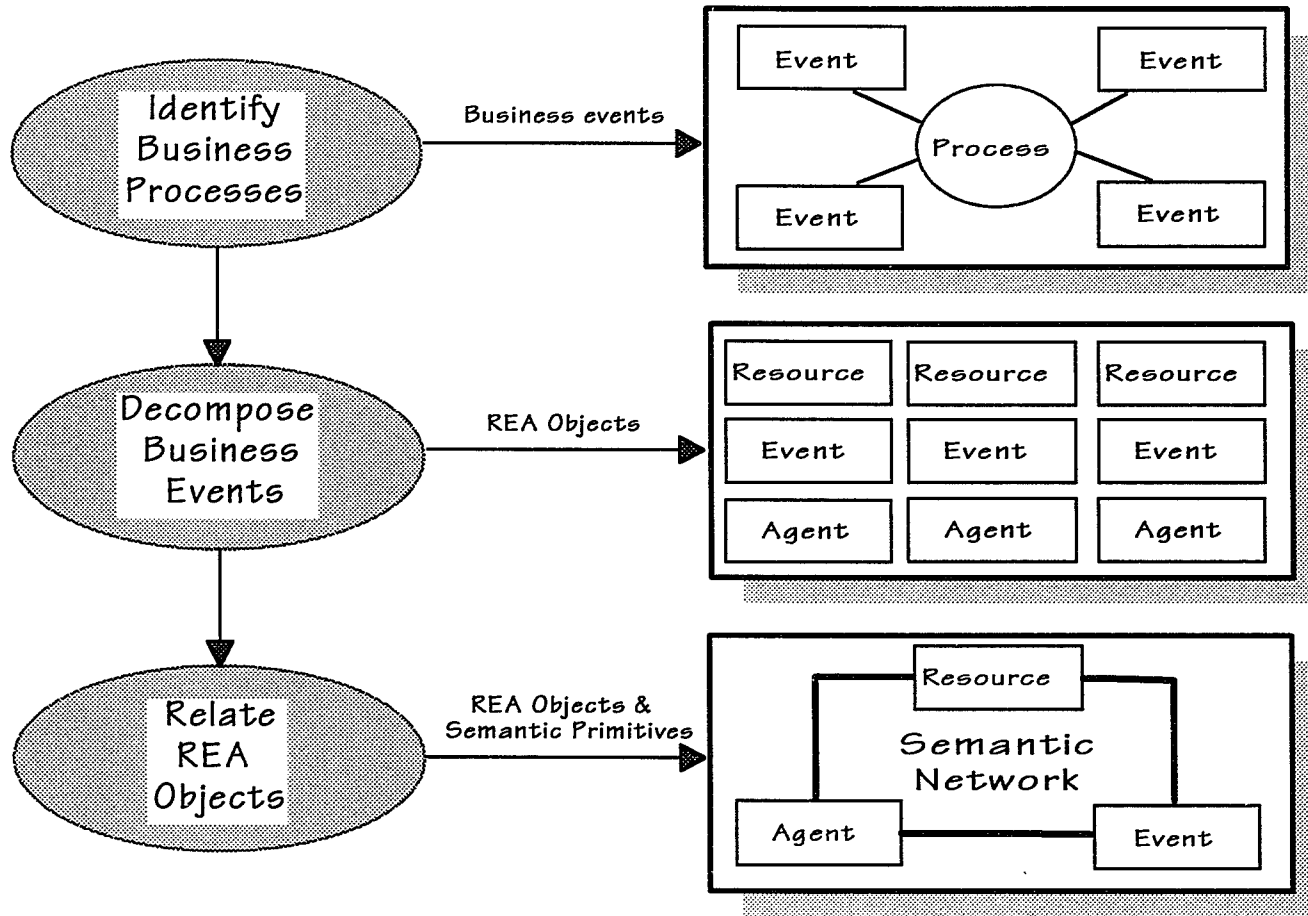 Identify
Business
Processes
Business events
Event
Event
Process
Event
Event
Decompose
Business
Events
REA Objects
Resource
Resource
Resource
Event
Event
Event
Agent
Agent
Agent
Relate
REA
Objects
REA Objects &
Semantic Primitives
Resource
Semantic
Network
Agent
Event